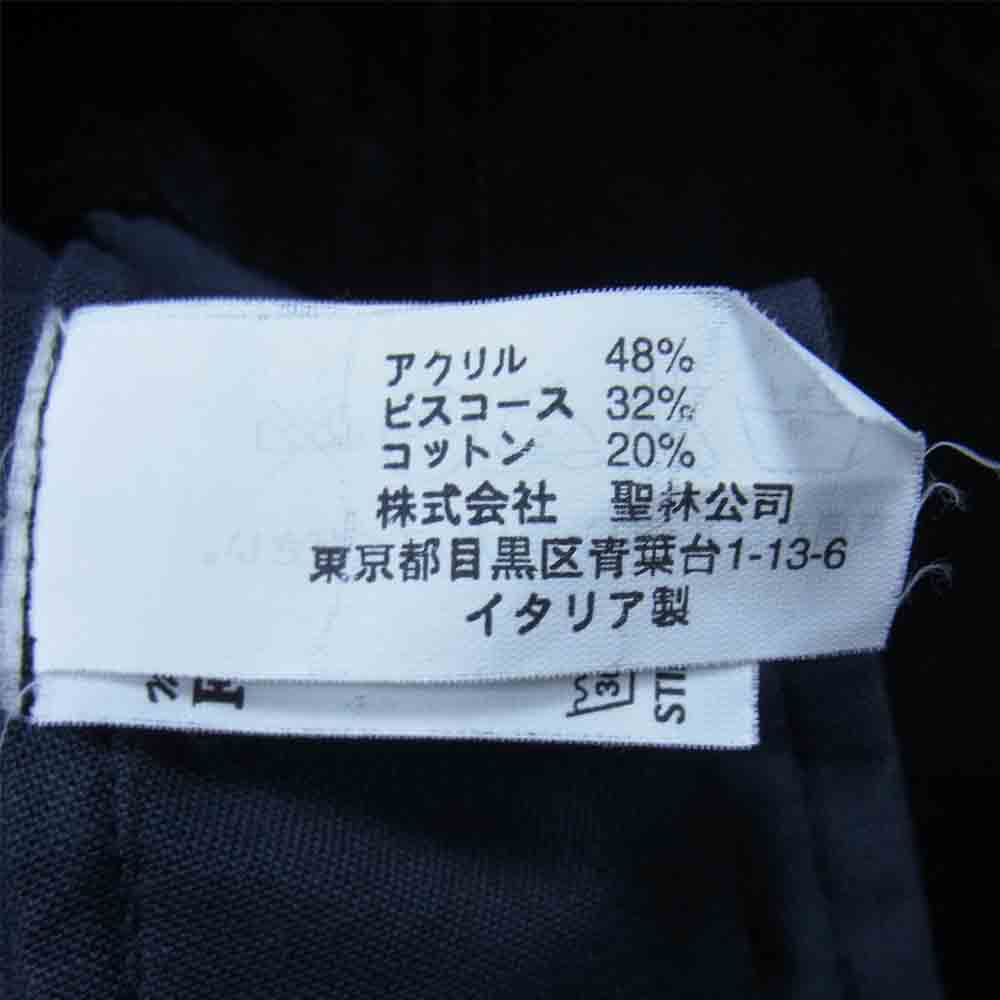 アクリル 48%
ビスコース 32%
コットン 20%
株式会社 聖林公司
東京都目黒区青葉台1-13-6
イタリア製
30